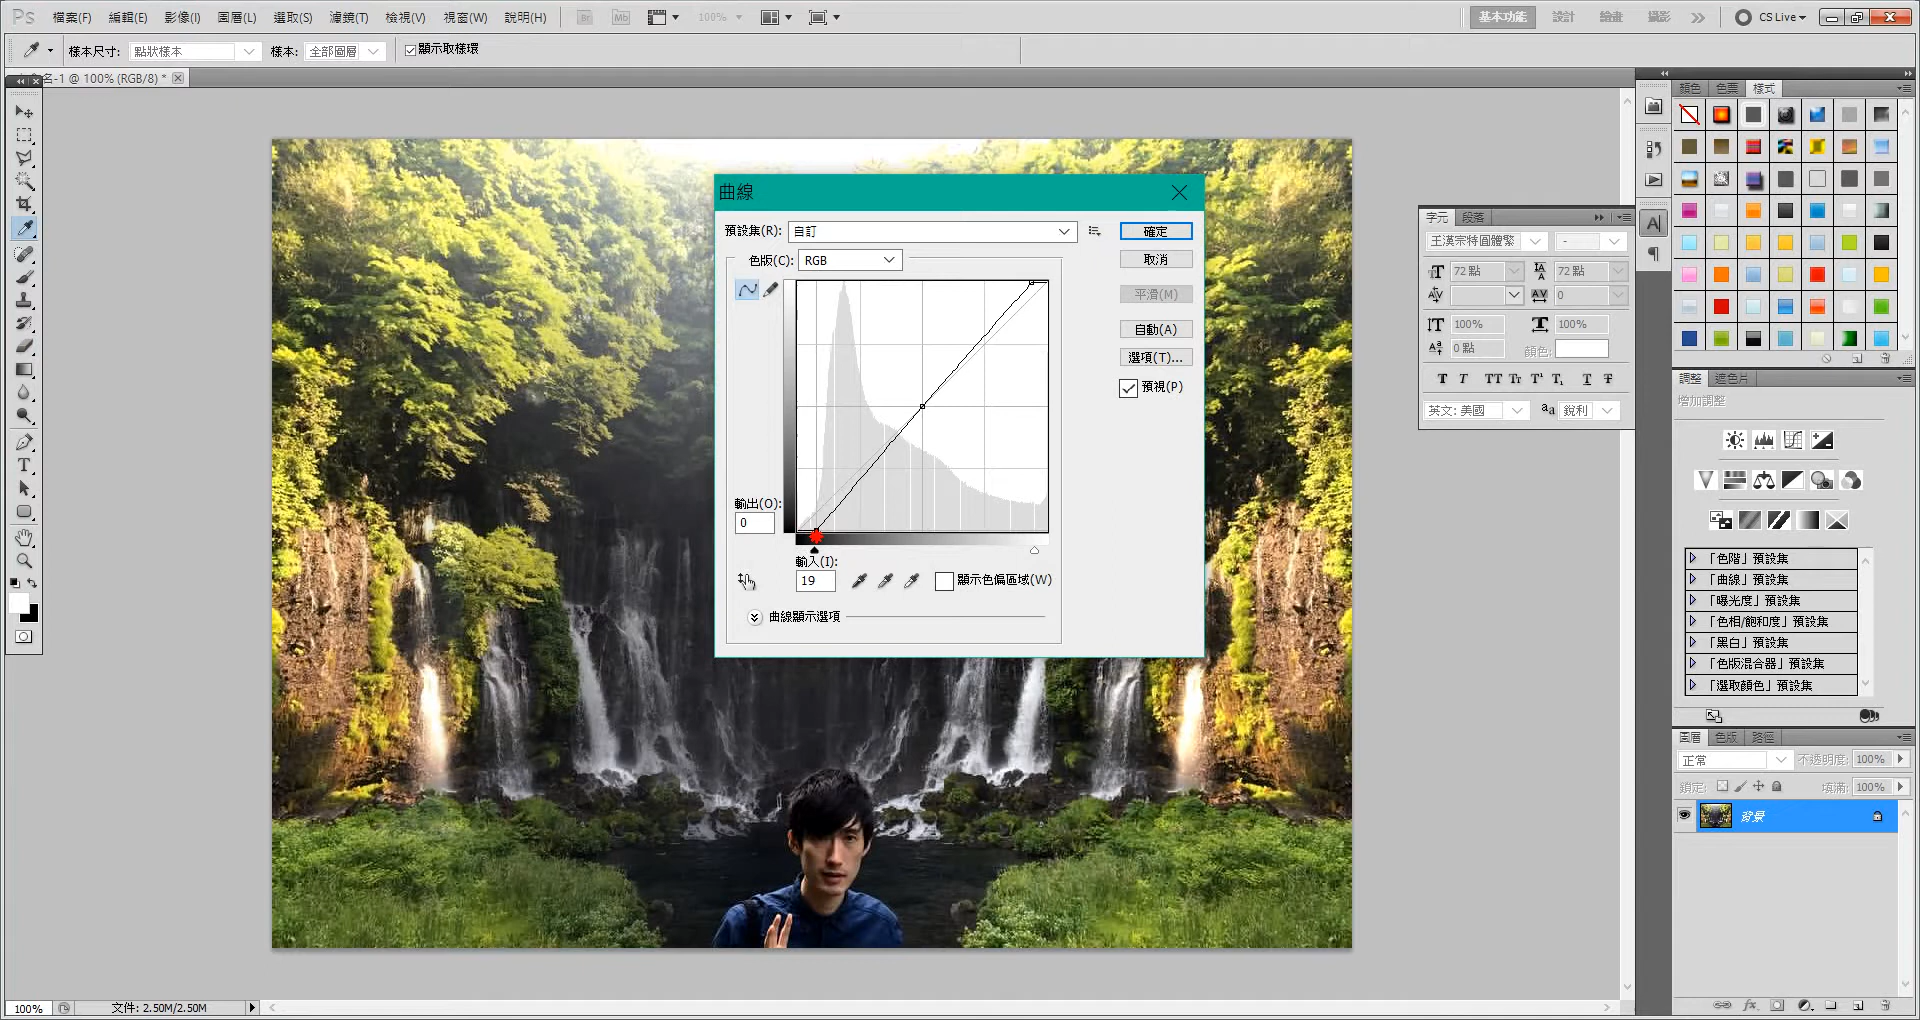 Ps 檔案(F) 編輯(E) 影像(I) 圖層(L) 選取(S) 濾鏡(T) 檢視(V) 視窗(W) 說明(H) Br Mb 100% 基本功能 設計 繪畫 攝影 CS Live
樣本尺寸: 點狀樣本 樣本: 全部圖層 顯示取樣環
名-1 @ 100% (RGB/8) *
顏色 色票 樣式
曲線
預設集(R): 自訂 確定
色版(C): RGB 取消
平滑(M)
自動(A)
選項(T)...
預視(P)
輸出(O):
0
輸入(I):
19 顯示色偏區域(W)
曲線顯示選項
字元 段落
王漢宗特圓體繁 -
72 點 72 點
0
100% 100%
0 點 顏色:
英文: 美國 銳利
調整 遮色片
增加調整
「色階」預設集
「曲線」預設集
「曝光度」預設集
「色相/飽和度」預設集
「黑白」預設集
「色版混合器」預設集
「選取顏色」預設集
圖層 色版 路徑
正常 不透明度: 100%
鎖定: 填滿: 100%
背景
100% 文件: 2.50M/2.50M